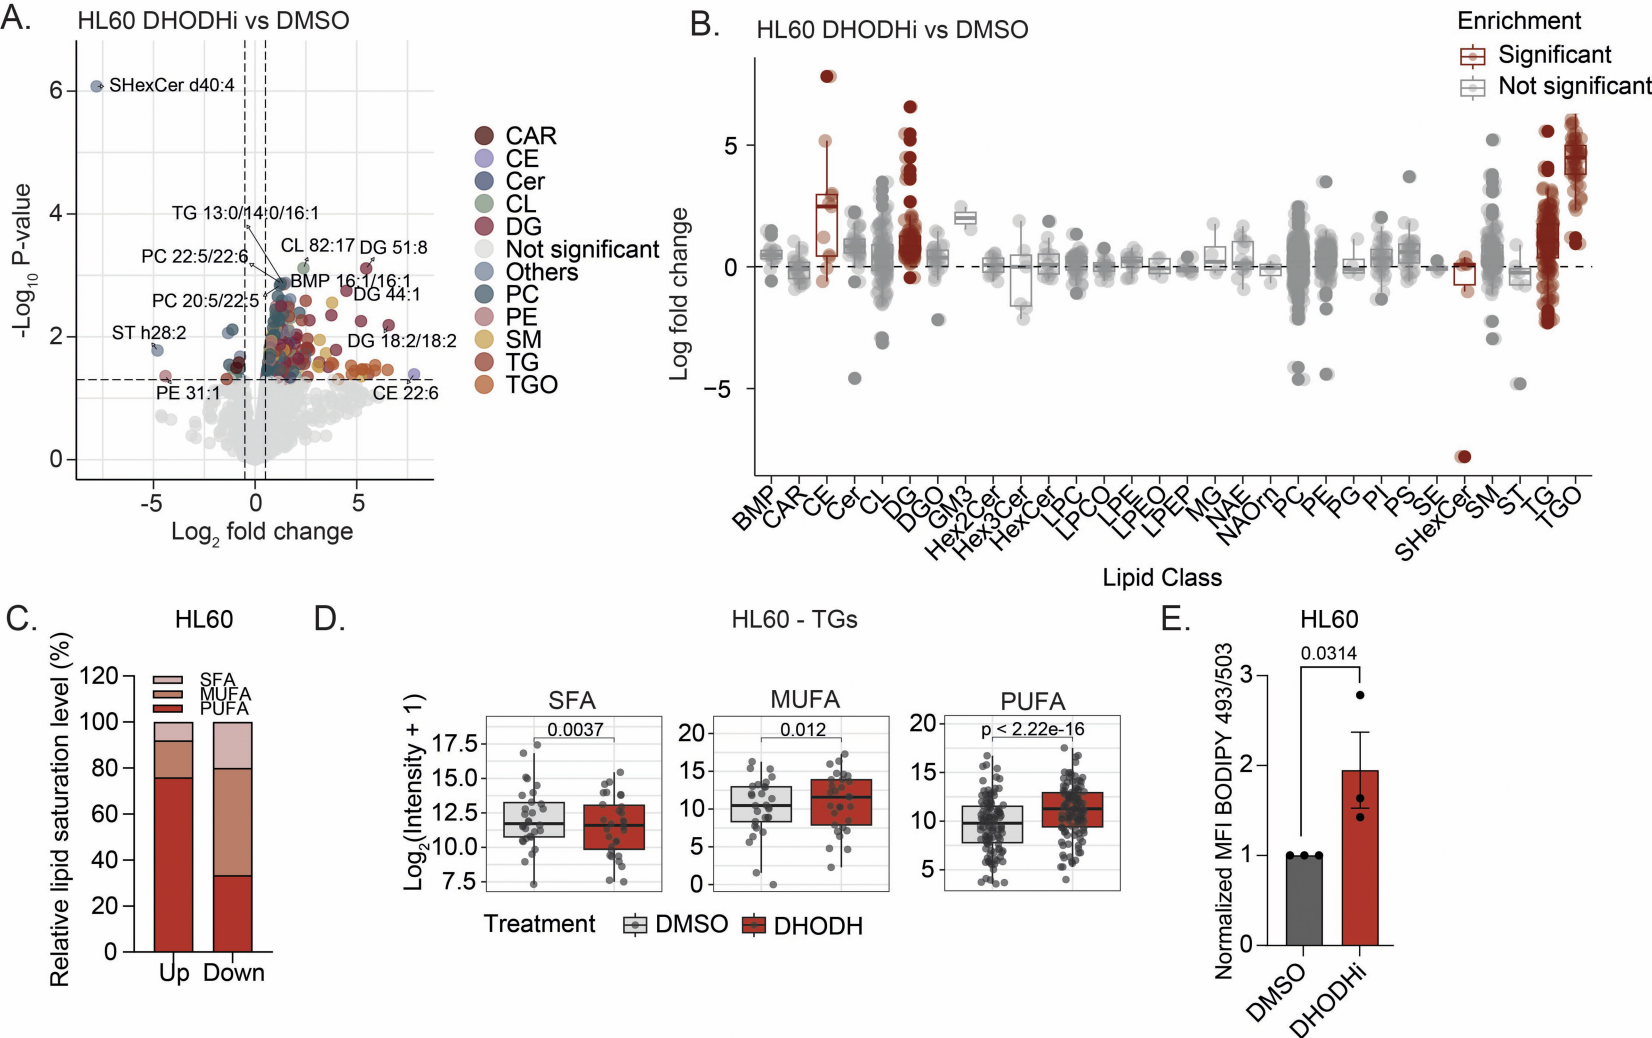 A.
HL60 DHODHi vs DMSO
-Log10 P-value
6
4
2
0
SHexCer d40:4
TG 13:0/14:0/16:1
CL 82:17
DG 51:8
PC 22:5/22:6
BMP 16:1/16:1
DG 44:1
PC 20:5/22:5
ST h28:2
DG 18:2/18:2
PE 31:1
CE 22:6
-5
0
5
Log2 fold change
CAR
CE
Cer
CL
DG
Not significant
Others
PC
PE
SM
TG
TGO
B.
HL60 DHODHi vs DMSO
Enrichment
Significant
Not significant
Log fold change
5
0
−5
BMP
CAR
CE
Cer
CL
DG
DGO
GM3
Hex2Cer
Hex3Cer
HexCer
LPC
LPCO
LPE
LPEO
LPEP
MG
NAE
NAOrn
PC
PE
PG
PI
PS
SE
SHexCer
SM
ST
TG
TGO
Lipid Class
C.
HL60
Relative lipid saturation level (%)
120
100
80
60
40
20
0
SFA
MUFA
PUFA
Up
Down
D.
HL60 - TGs
Log2(Intensity + 1)
SFA
0.0037
17.5
15.0
12.5
10.0
7.5
MUFA
0.012
20
15
10
5
0
PUFA
p < 2.22e-16
20
15
10
5
Treatment
DMSO
DHODH
E.
HL60
0.0314
Normalized MFI BODIPY 493/503
3
2
1
0
DMSO
DHODHi